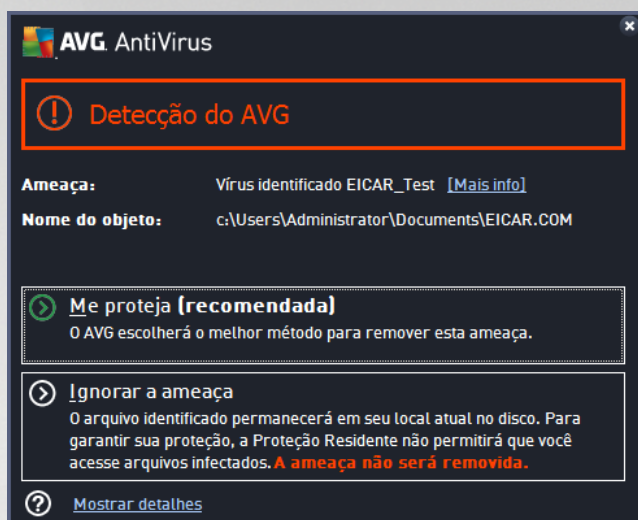 AVG. AntiVirus
Detecção do AVG
Ameaça: Vírus identificado EICAR_Test [Mais info]
Nome do objeto: c:\Users\Administrator\Documents\EICAR.COM
Me proteja (recomendada)
O AVG escolherá o melhor método para remover esta ameaça.
Ignorar a ameaça
O arquivo identificado permanecerá em seu local atual no disco. Para
garantir sua proteção, a Proteção Residente não permitirá que você
acesse arquivos infectados. A ameaça não será removida.
Mostrar detalhes